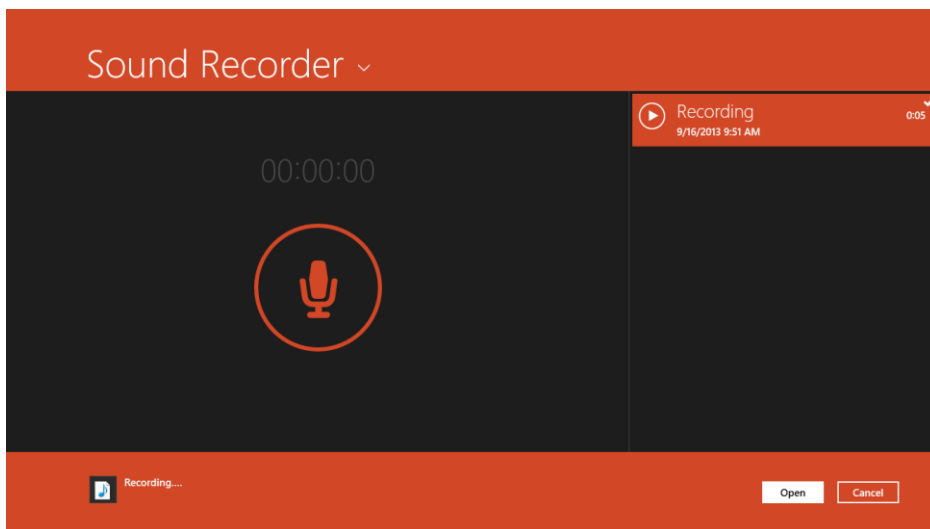 Sound Recorder
00:00:00
Recording
0:05
9/16/2013 9:51 AM
Recording....
Open
Cancel